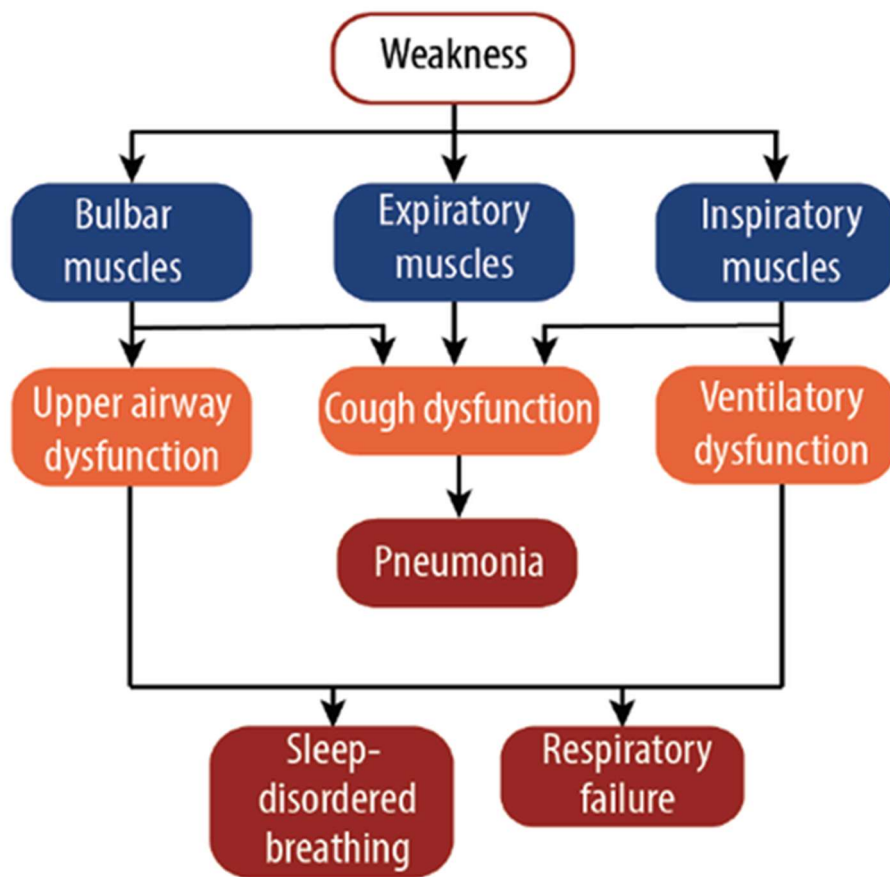 Weakness
Bulbar
muscles
Expiratory
muscles
Inspiratory
muscles
Upper airway
dysfunction
Cough dysfunction
Ventilatory
dysfunction
Pneumonia
Sleep-
disordered
breathing
Respiratory
failure